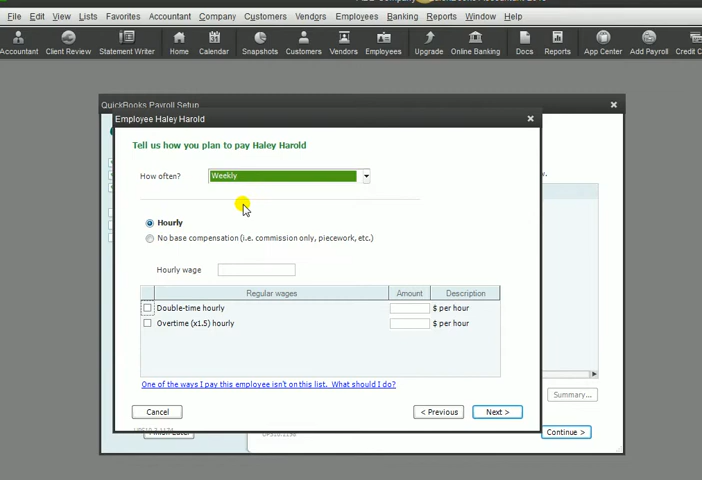 File Edit View Lists Favorites Accountant Company Customers Vendors Employees Banking Reports Window Help
Accountant Client Review Statement Writer Home Calendar Snapshots Customers Vendors Employees Upgrade Online Banking Docs Reports App Center Add Payroll Credit C
QuickBooks Payroll Setup
Employee Haley Harold
Tell us how you plan to pay Haley Harold
How often? Weekly
Hourly
No base compensation (i.e. commission only, piecework, etc.)
Hourly wage
Regular wages Amount Description
Double-time hourly $ per hour
Overtime (x1.5) hourly $ per hour
One of the ways I pay this employee isn't on this list. What should I do?
Summary...
Cancel < Previous Next >
Continue >